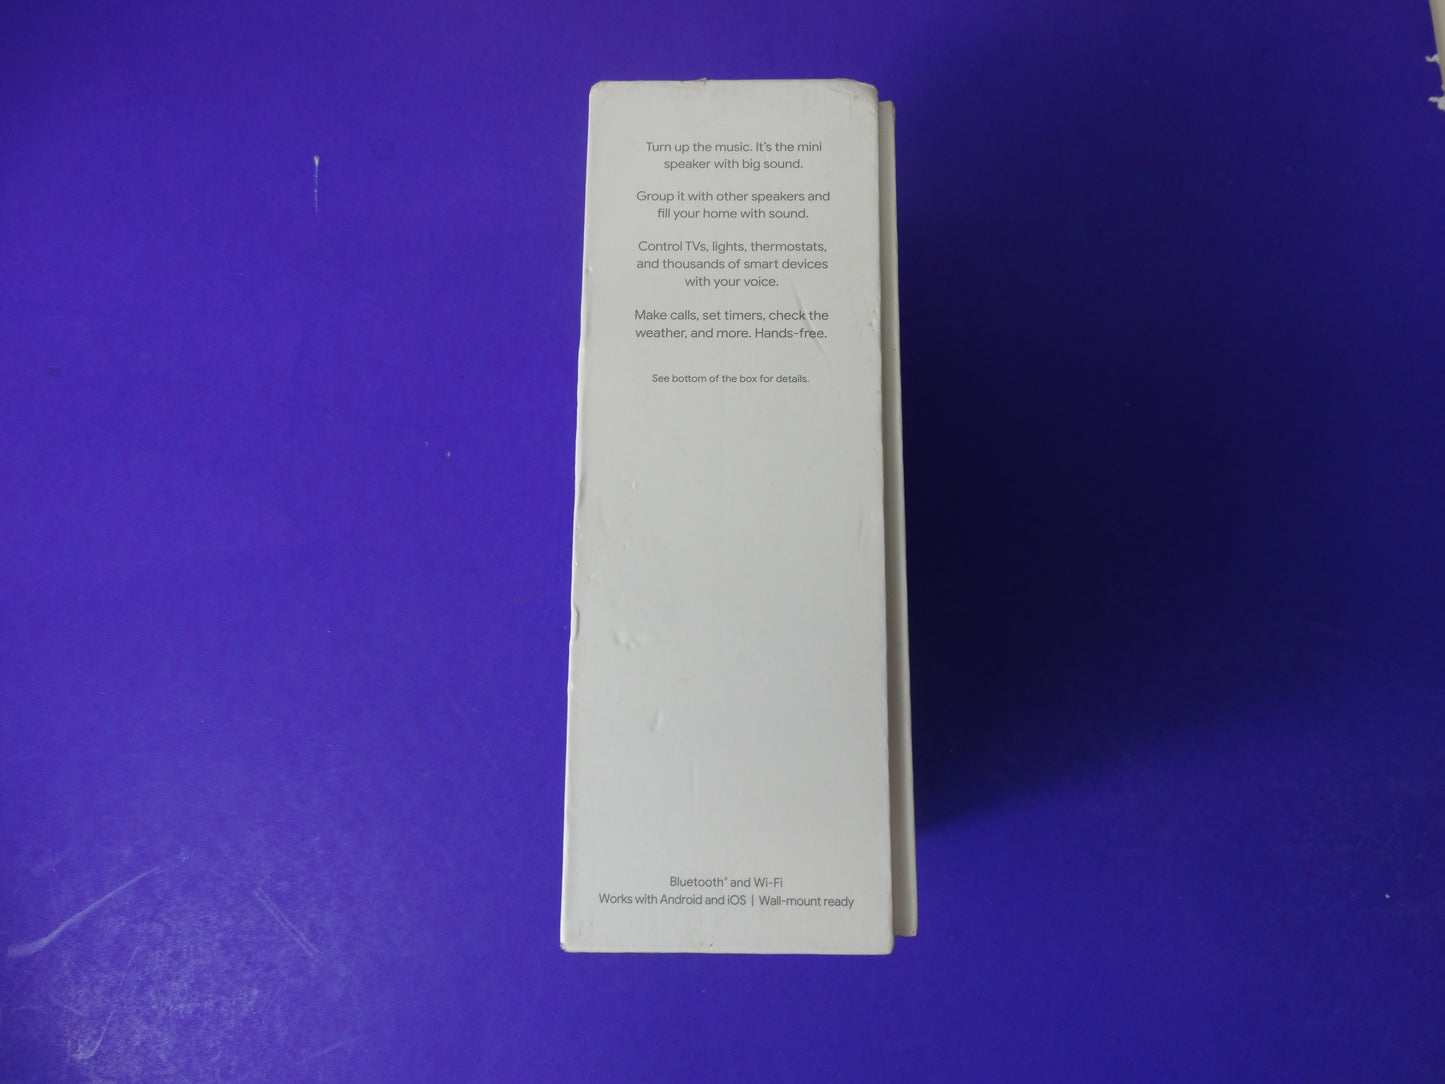 Turn up the music. It's the mini
speaker with big sound.
Group it with other speakers and
fill your home with sound.
Control TVs, lights, thermostats,
and thousands of smart devices
with your voice.
Make calls, set timers, check the
weather, and more. Hands-free.
See bottom of the box for details.
Bluetooth® and Wi-Fi
Works with Android and iOS | Wall-mount ready